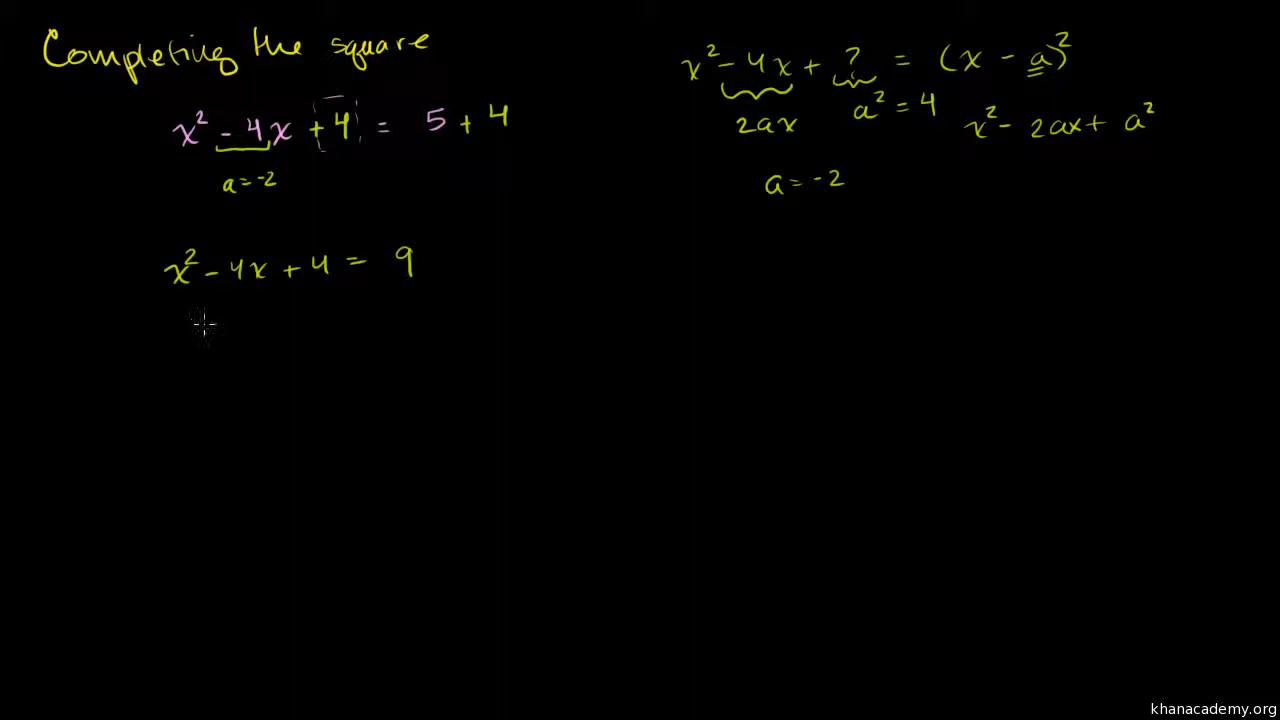 Completing the square
x² - 4x + 4 = 5 + 4
a = -2
x² - 4x + 4 = 9
x² - 4x + ? = (x - a)²
2ax a² = 4 x² - 2ax + a²
a = -2
khanacademy.org